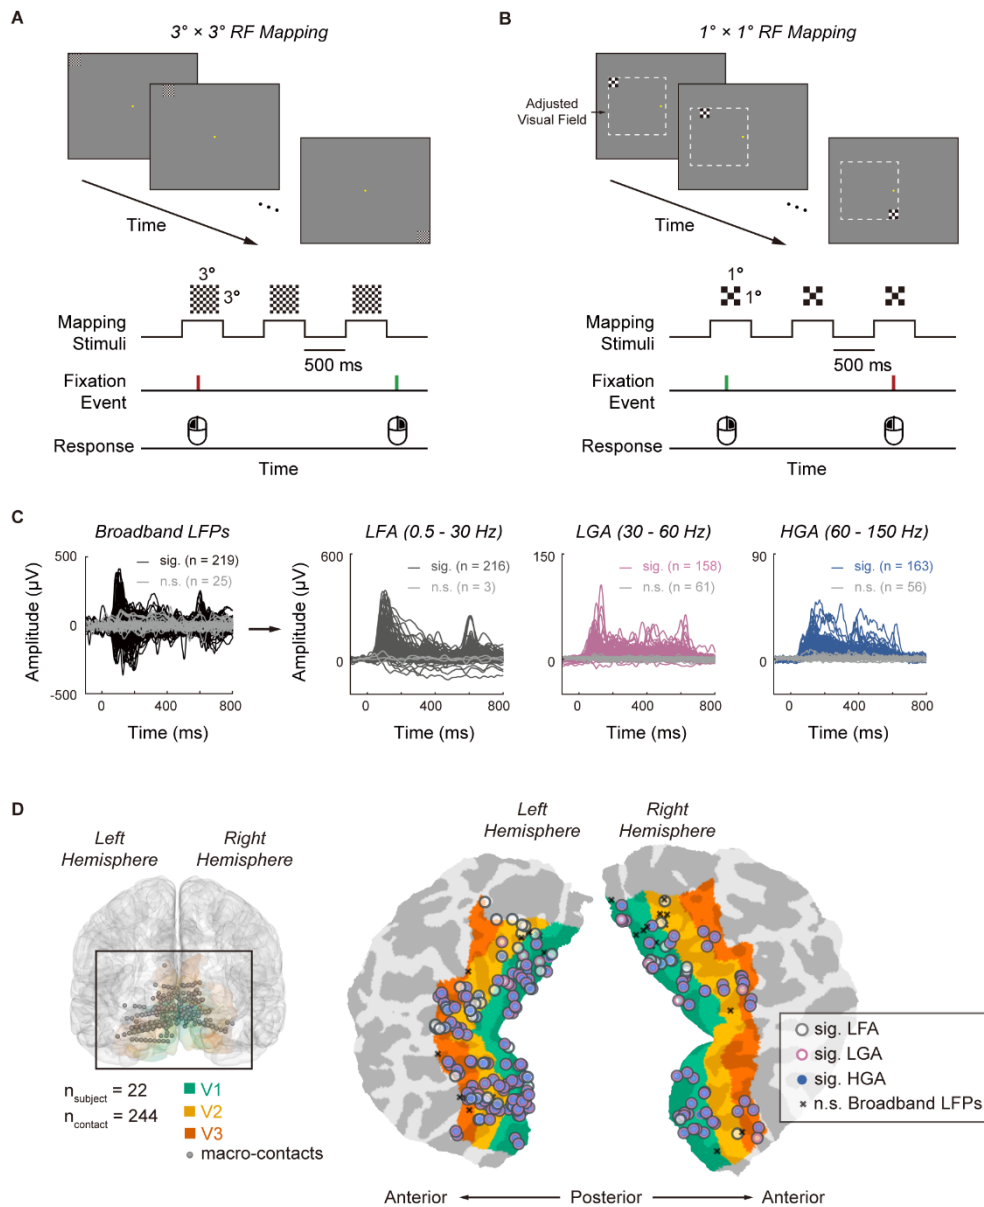 A
3° × 3° RF Mapping
Time
3°
3°
Mapping
Stimuli
500 ms
Fixation
Event
Response
Time
B
1° × 1° RF Mapping
Adjusted
Visual Field
Time
1°
1°
Mapping
Stimuli
500 ms
Fixation
Event
Response
Time
C
Broadband LFPs
500
0
-500
Amplitude (µV)
sig. (n = 219)
n.s. (n = 25)
0 400 800
Time (ms)
LFA (0.5 - 30 Hz)
600
0
Amplitude (µV)
sig. (n = 216)
n.s. (n = 3)
0 400 800
Time (ms)
LGA (30 - 60 Hz)
150
0
sig. (n = 158)
n.s. (n = 61)
0 400 800
Time (ms)
HGA (60 - 150 Hz)
90
0
sig. (n = 163)
n.s. (n = 56)
0 400 800
Time (ms)
D
Left
Hemisphere
Right
Hemisphere
nsubject = 22
ncontact = 244
V1
V2
V3
macro-contacts
Left
Hemisphere
Right
Hemisphere
sig. LFA
sig. LGA
sig. HGA
n.s. Broadband LFPs
Anterior Posterior Anterior